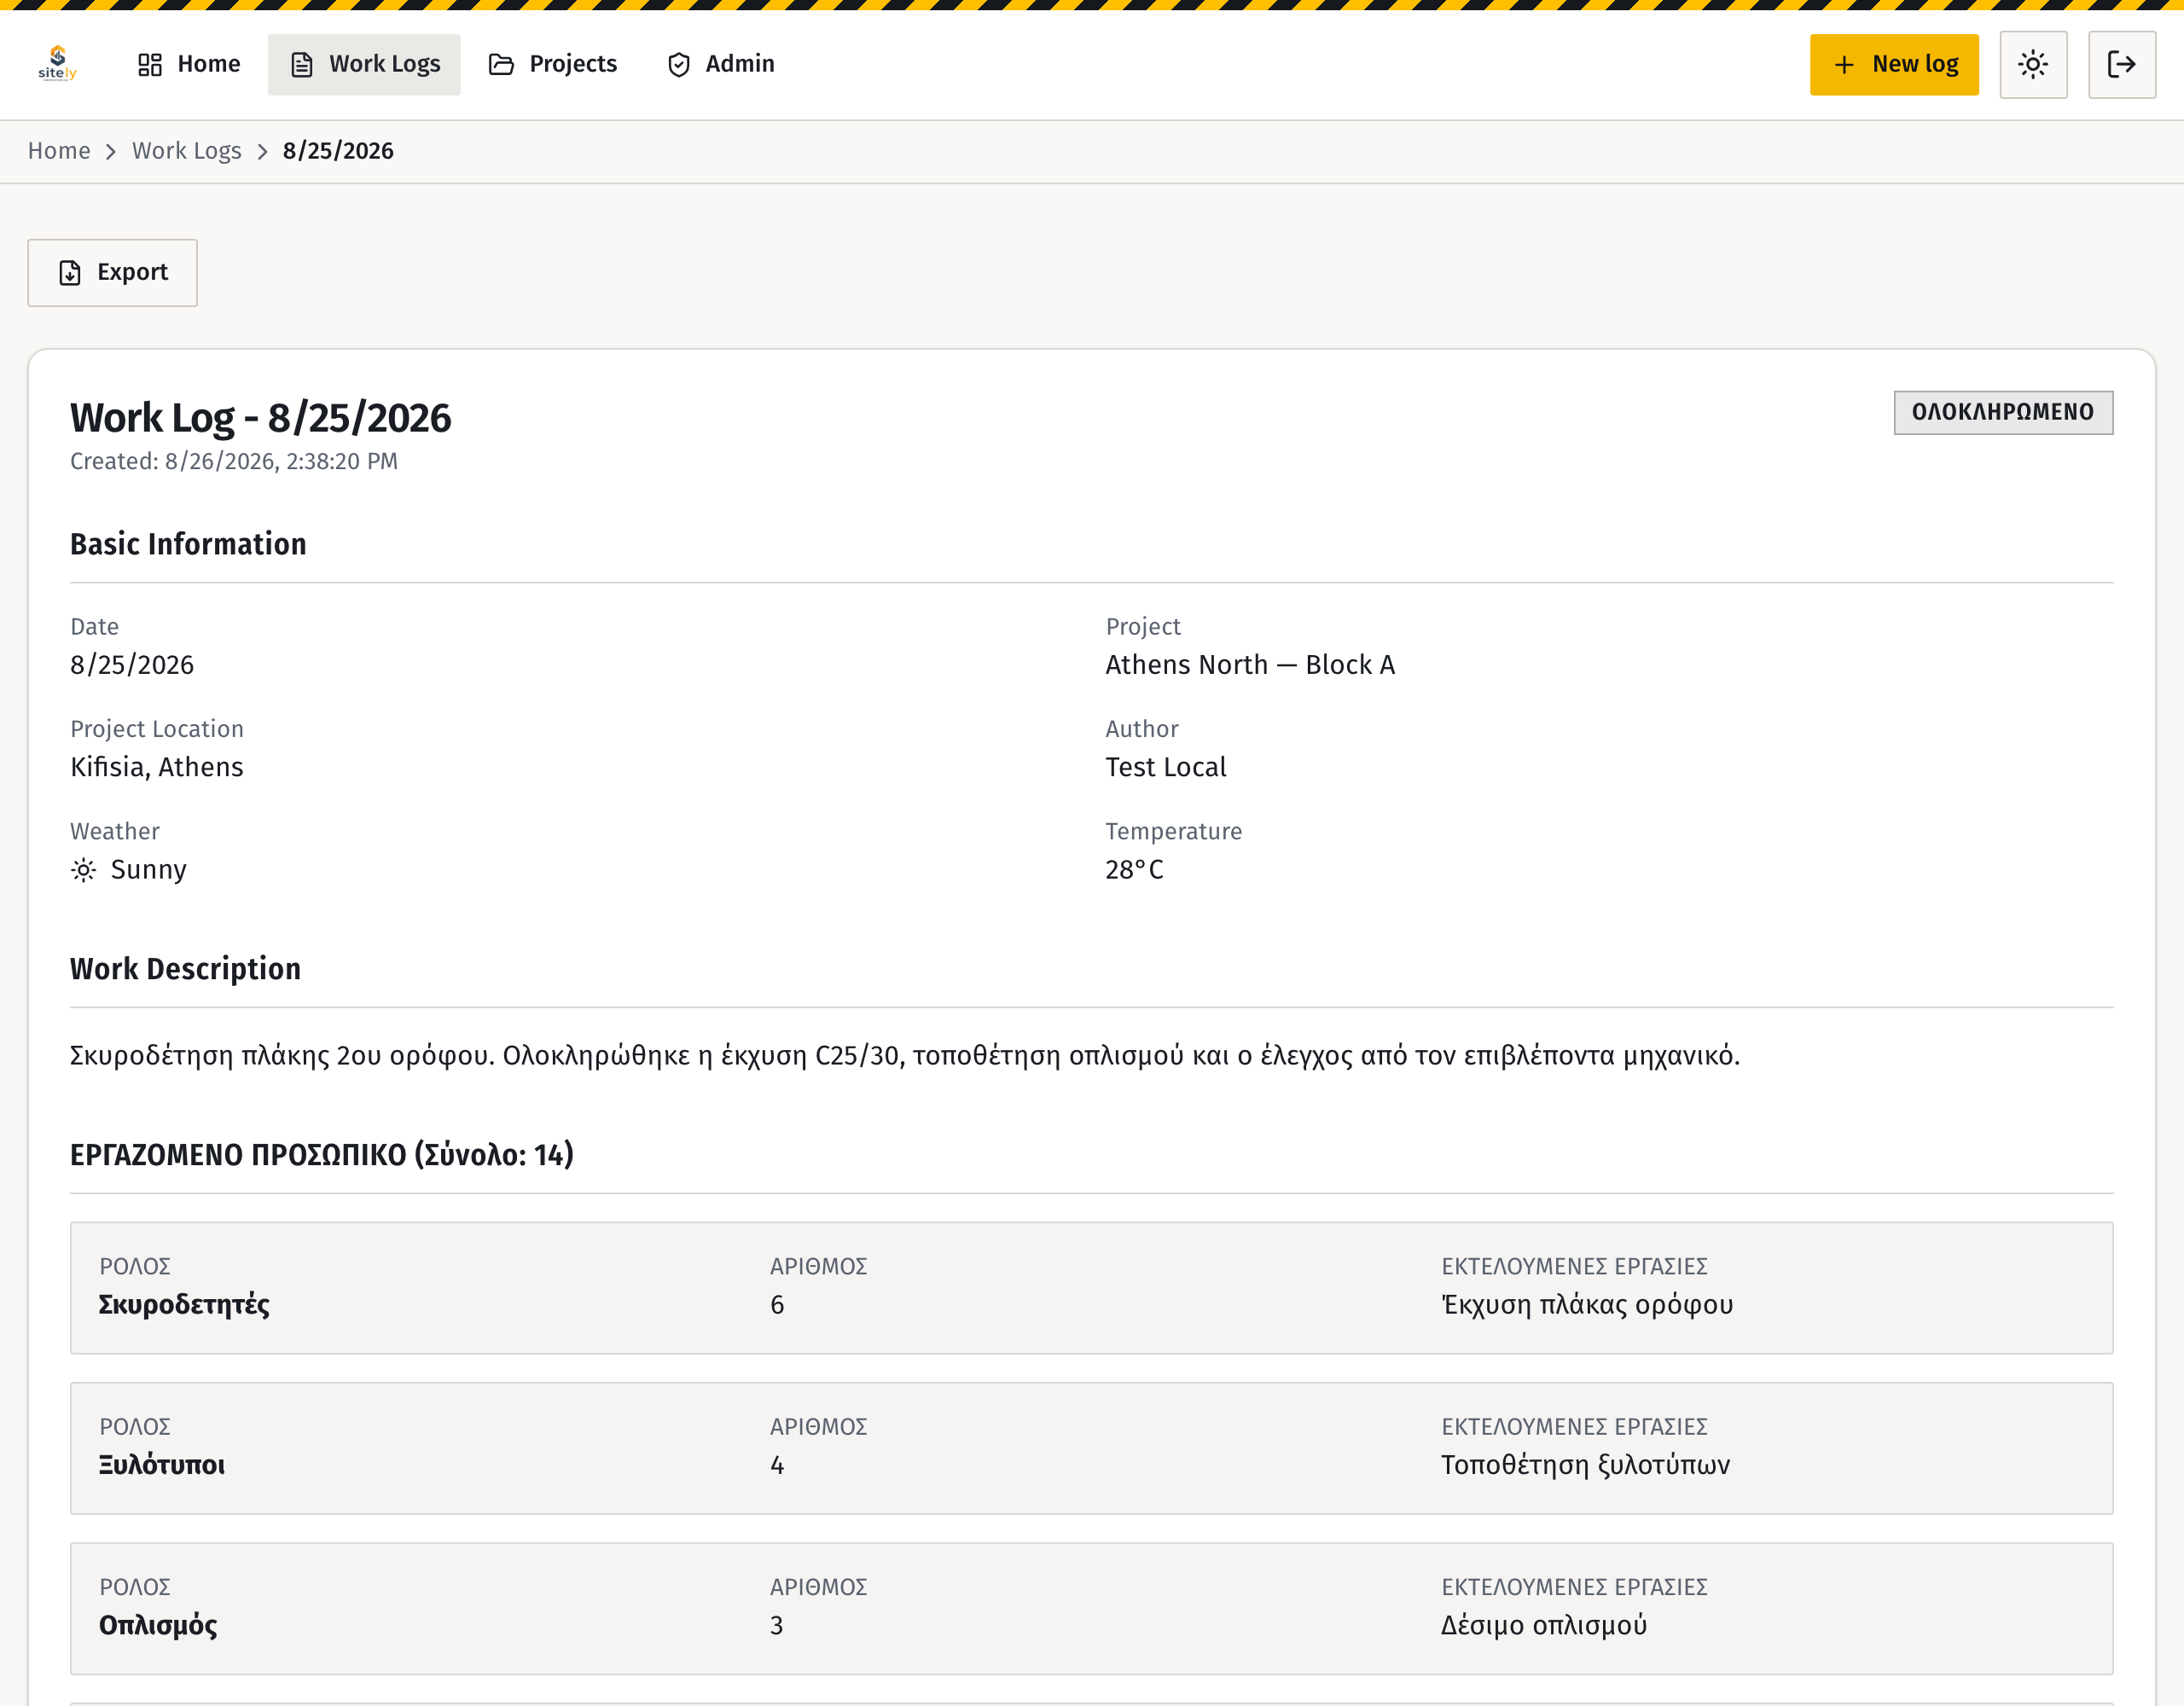 sitely
Home
Work Logs
Projects
Admin
New log
Home > Work Logs > 8/25/2026
Export
Work Log - 8/25/2026
ΟΛΟΚΛΗΡΩΜΕΝΟ
Created: 8/26/2026, 2:38:20 PM
Basic Information
Date
8/25/2026
Project
Athens North — Block A
Project Location
Kifisia, Athens
Author
Test Local
Weather
Sunny
Temperature
28°C
Work Description
Σκυροδέτηση πλάκης 2ου ορόφου. Ολοκληρώθηκε η έκχυση C25/30, τοποθέτηση οπλισμού και ο έλεγχος από τον επιβλέποντα μηχανικό.
ΕΡΓΑΖΟΜΕΝΟ ΠΡΟΣΩΠΙΚΟ (Σύνολο: 14)
ΡΟΛΟΣ
Σκυροδετητές
ΑΡΙΘΜΟΣ
6
ΕΚΤΕΛΟΥΜΕΝΕΣ ΕΡΓΑΣΙΕΣ
Έκχυση πλάκας ορόφου
ΡΟΛΟΣ
Ξυλότυποι
ΑΡΙΘΜΟΣ
4
ΕΚΤΕΛΟΥΜΕΝΕΣ ΕΡΓΑΣΙΕΣ
Τοποθέτηση ξυλοτύπων
ΡΟΛΟΣ
Οπλισμός
ΑΡΙΘΜΟΣ
3
ΕΚΤΕΛΟΥΜΕΝΕΣ ΕΡΓΑΣΙΕΣ
Δέσιμο οπλισμού